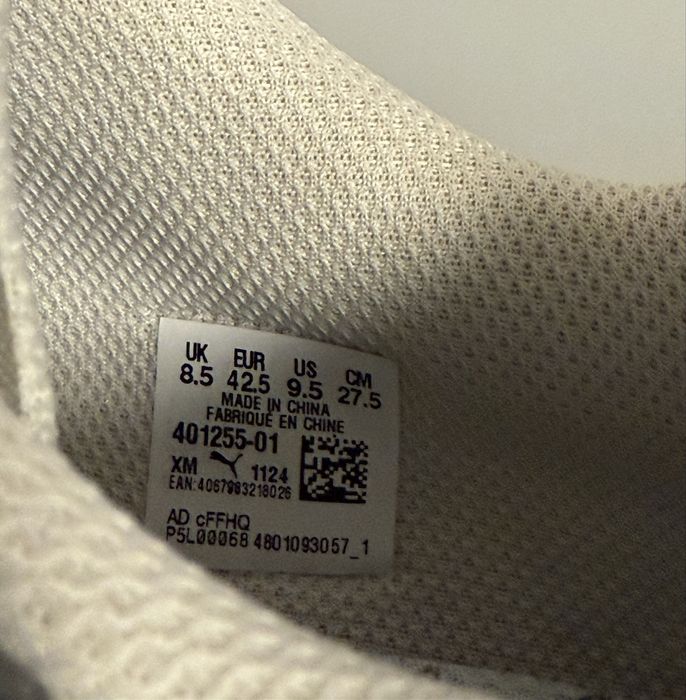 UK EUR US CM
8.5 42.5 9.5 27.5
MADE IN CHINA
FABRIQUÉ EN CHINE
401255-01
XM 1124
EAN:4067983218026
AD cFFHQ
P5L00068 4801093057_1